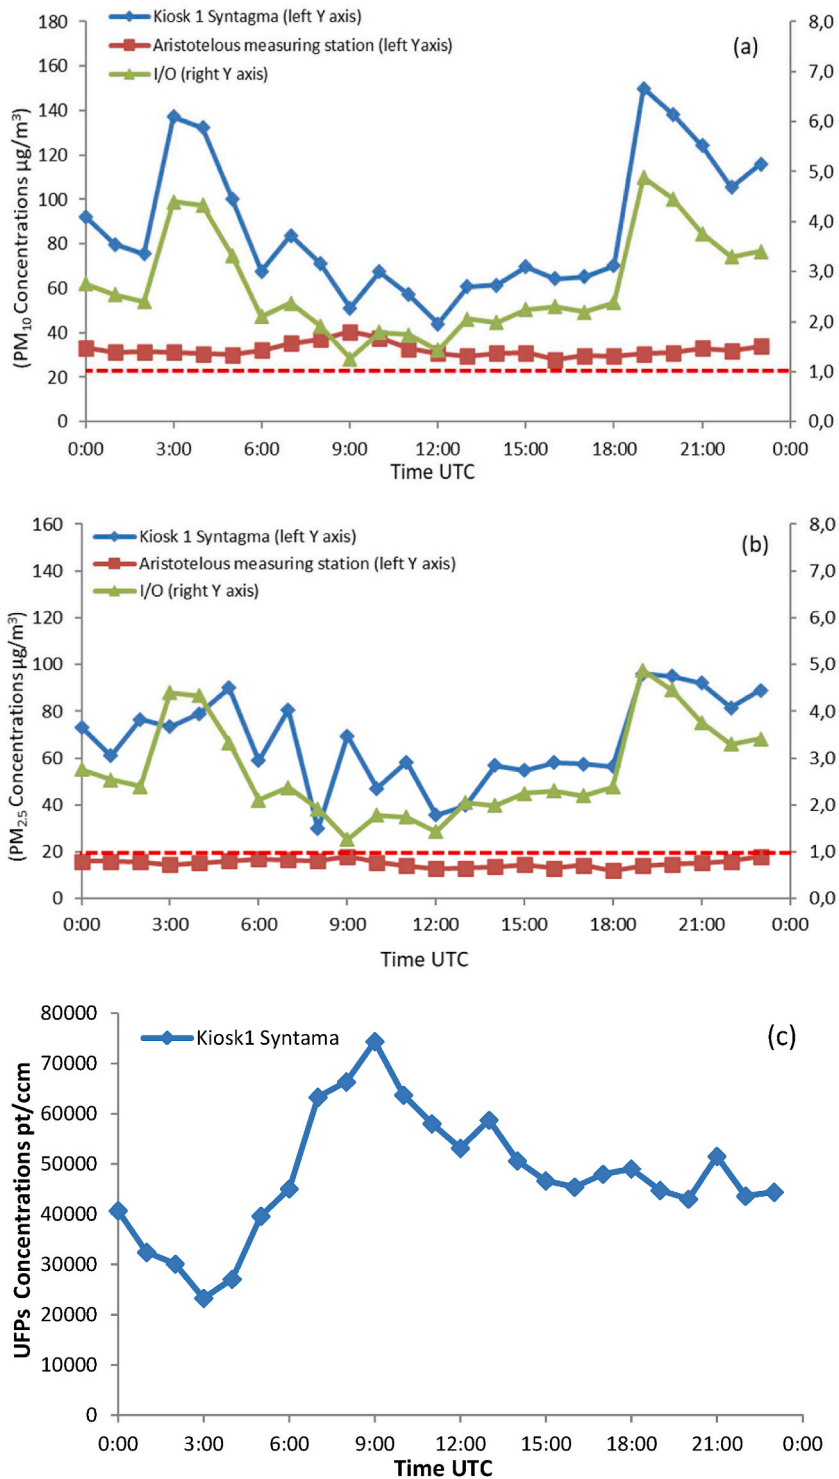 Kiosk 1 Syntagma (left Y axis)
Aristotelous measuring station (left Yaxis)
I/O (right Y axis)
(a)
(PM10 Concentrations µg/m³)
180
160
140
120
100
80
60
40
20
0
8,0
7,0
6,0
5,0
4,0
3,0
2,0
1,0
0,0
0:00 3:00 6:00 9:00 12:00 15:00 18:00 21:00 0:00
Time UTC
Kiosk 1 Syntagma (left Y axis)
Aristotelous measuring station (left Y axis)
I/O (right Y axis)
(b)
(PM2.5 Concentrations µg/m³)
160
140
120
100
80
60
40
20
0
8,0
7,0
6,0
5,0
4,0
3,0
2,0
1,0
0,0
0:00 3:00 6:00 9:00 12:00 15:00 18:00 21:00 0:00
Time UTC
Kiosk1 Syntama
(c)
UFPs Concentrations pt/ccm
80000
70000
60000
50000
40000
30000
20000
10000
0
0:00 3:00 6:00 9:00 12:00 15:00 18:00 21:00 0:00
Time UTC